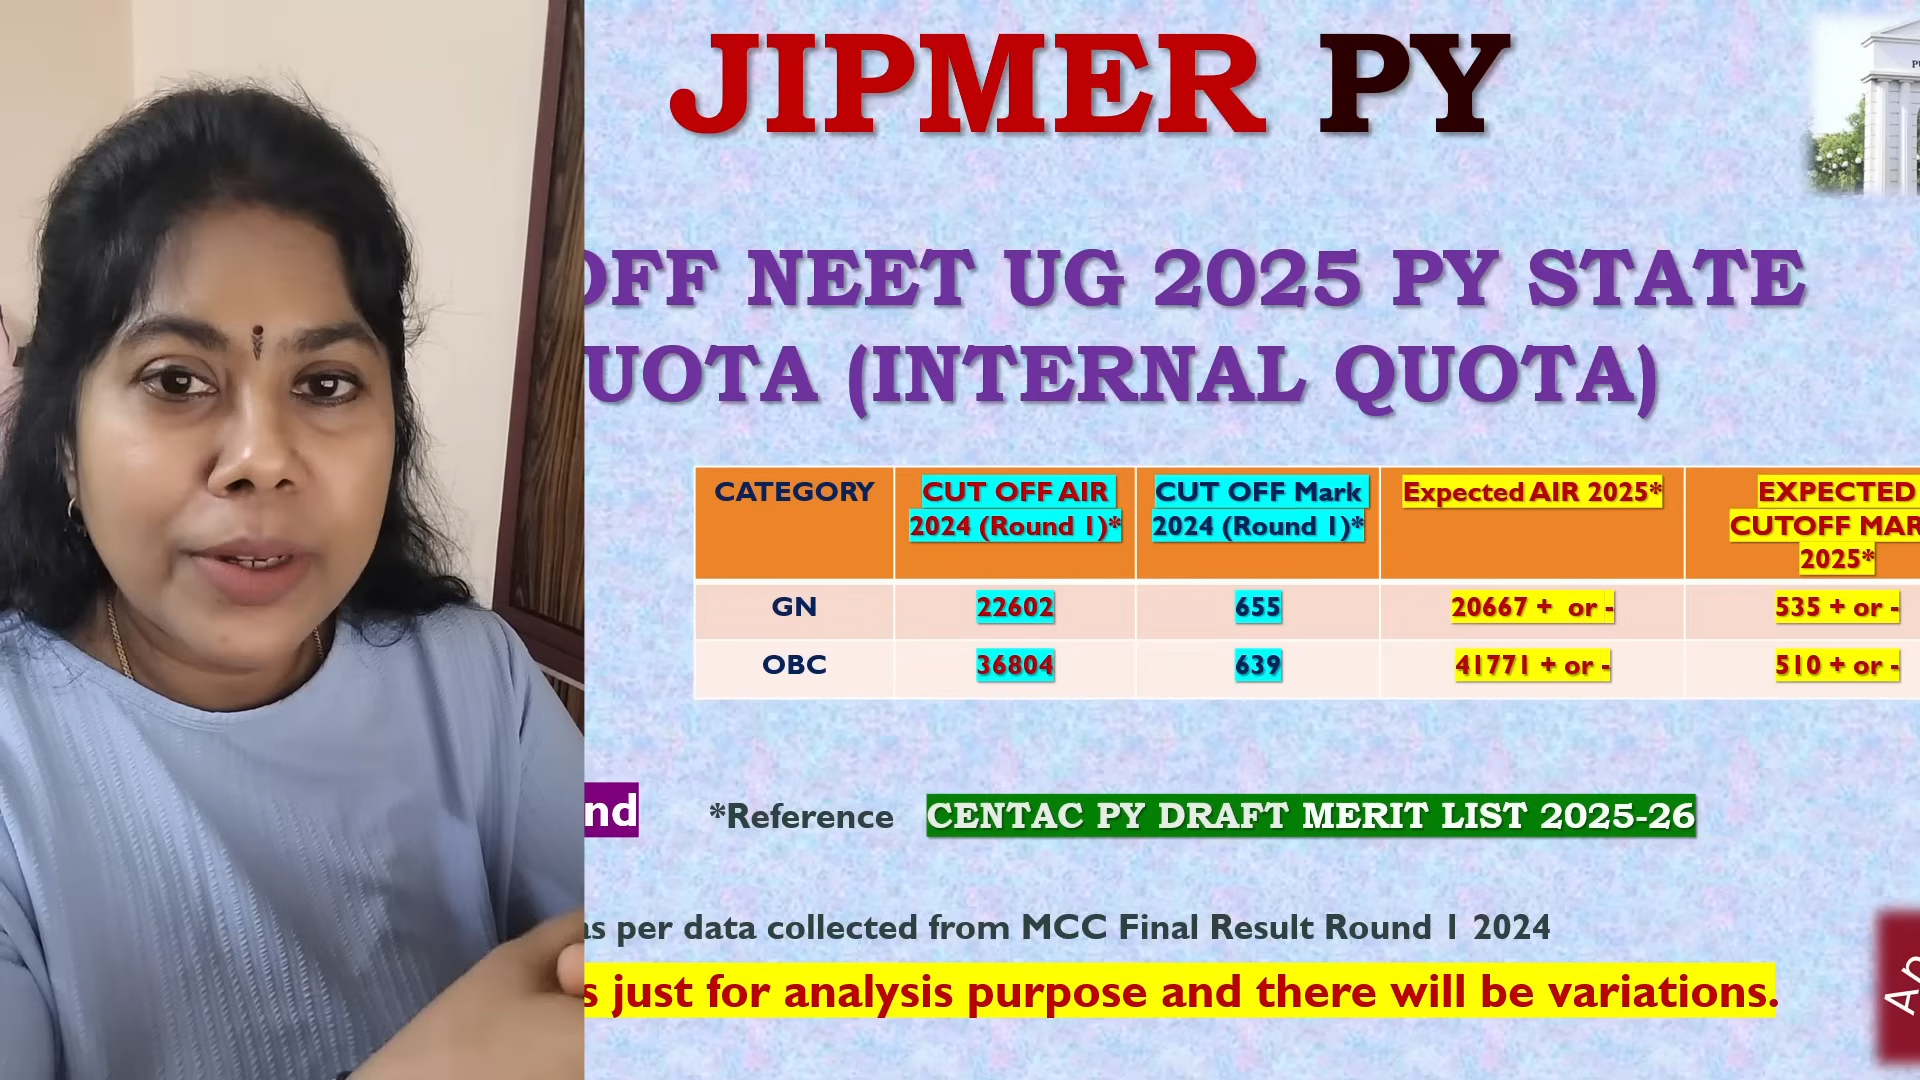 JIPMER PY
OFF NEET UG 2025 PY STATE
UOTA (INTERNAL QUOTA)
CATEGORY CUT OFF AIR 2024 (Round 1)* CUT OFF Mark 2024 (Round 1)* Expected AIR 2025* EXPECTED CUTOFF MAR 2025*
GN 22602 655 20667 + or - 535 + or -
OBC 36804 639 41771 + or - 510 + or -
nd *Reference CENTAC PY DRAFT MERIT LIST 2025-26
as per data collected from MCC Final Result Round 1 2024
s just for analysis purpose and there will be variations.
Ap